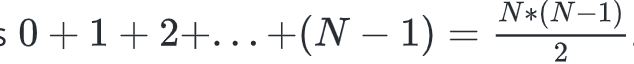 s 0 + 1 + 2+. . . +(N − 1) = N∗(N−1)/2.